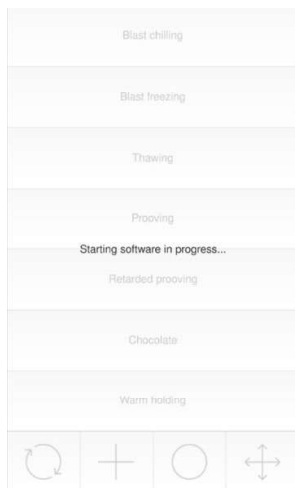 Blast chilling
Blast freezing
Thawing
Prooving
Starting software in progress...
Retarded prooving
Chocolate
Warm holding